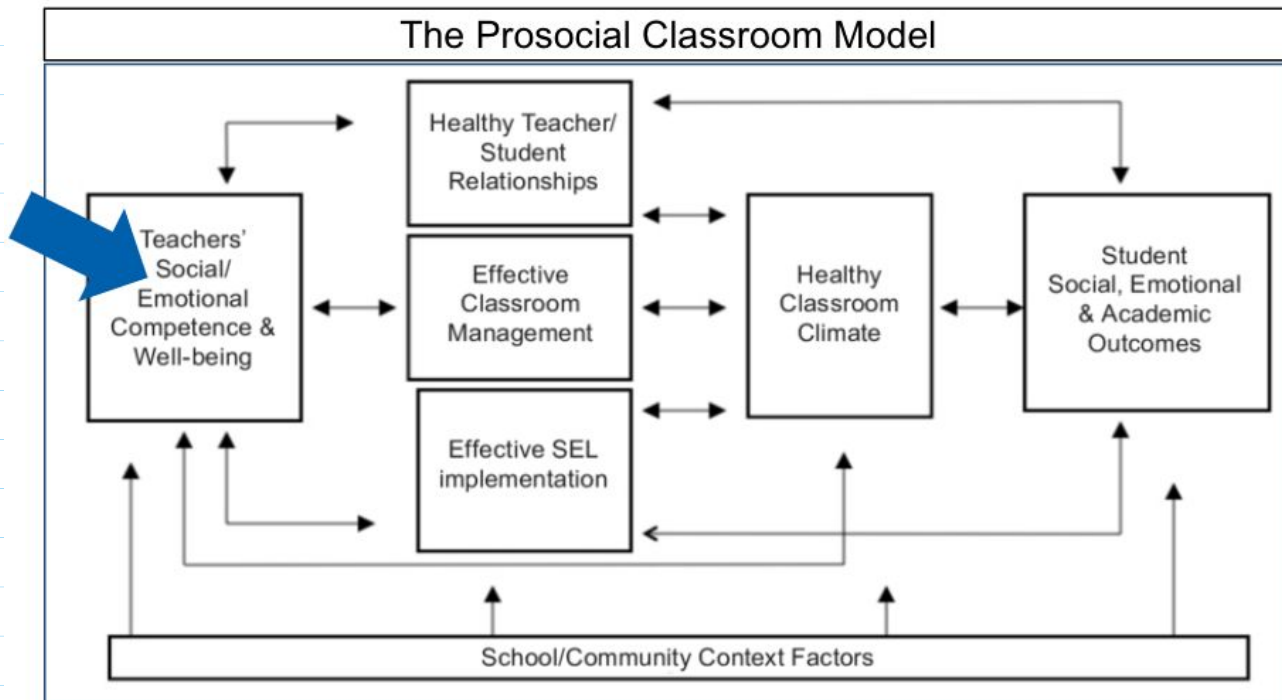 The Prosocial Classroom Model
Healthy Teacher/
Student
Relationships
Teachers'
Social/
Emotional
Competence &
Well-being
Effective
Classroom
Management
Healthy
Classroom
Climate
Student
Social, Emotional
& Academic
Outcomes
Effective SEL
implementation
School/Community Context Factors